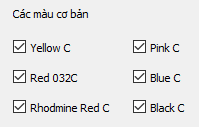 Các màu cơ bản
Yellow C
Pink C
Red 032C
Blue C
Rhodmine Red C
Black C